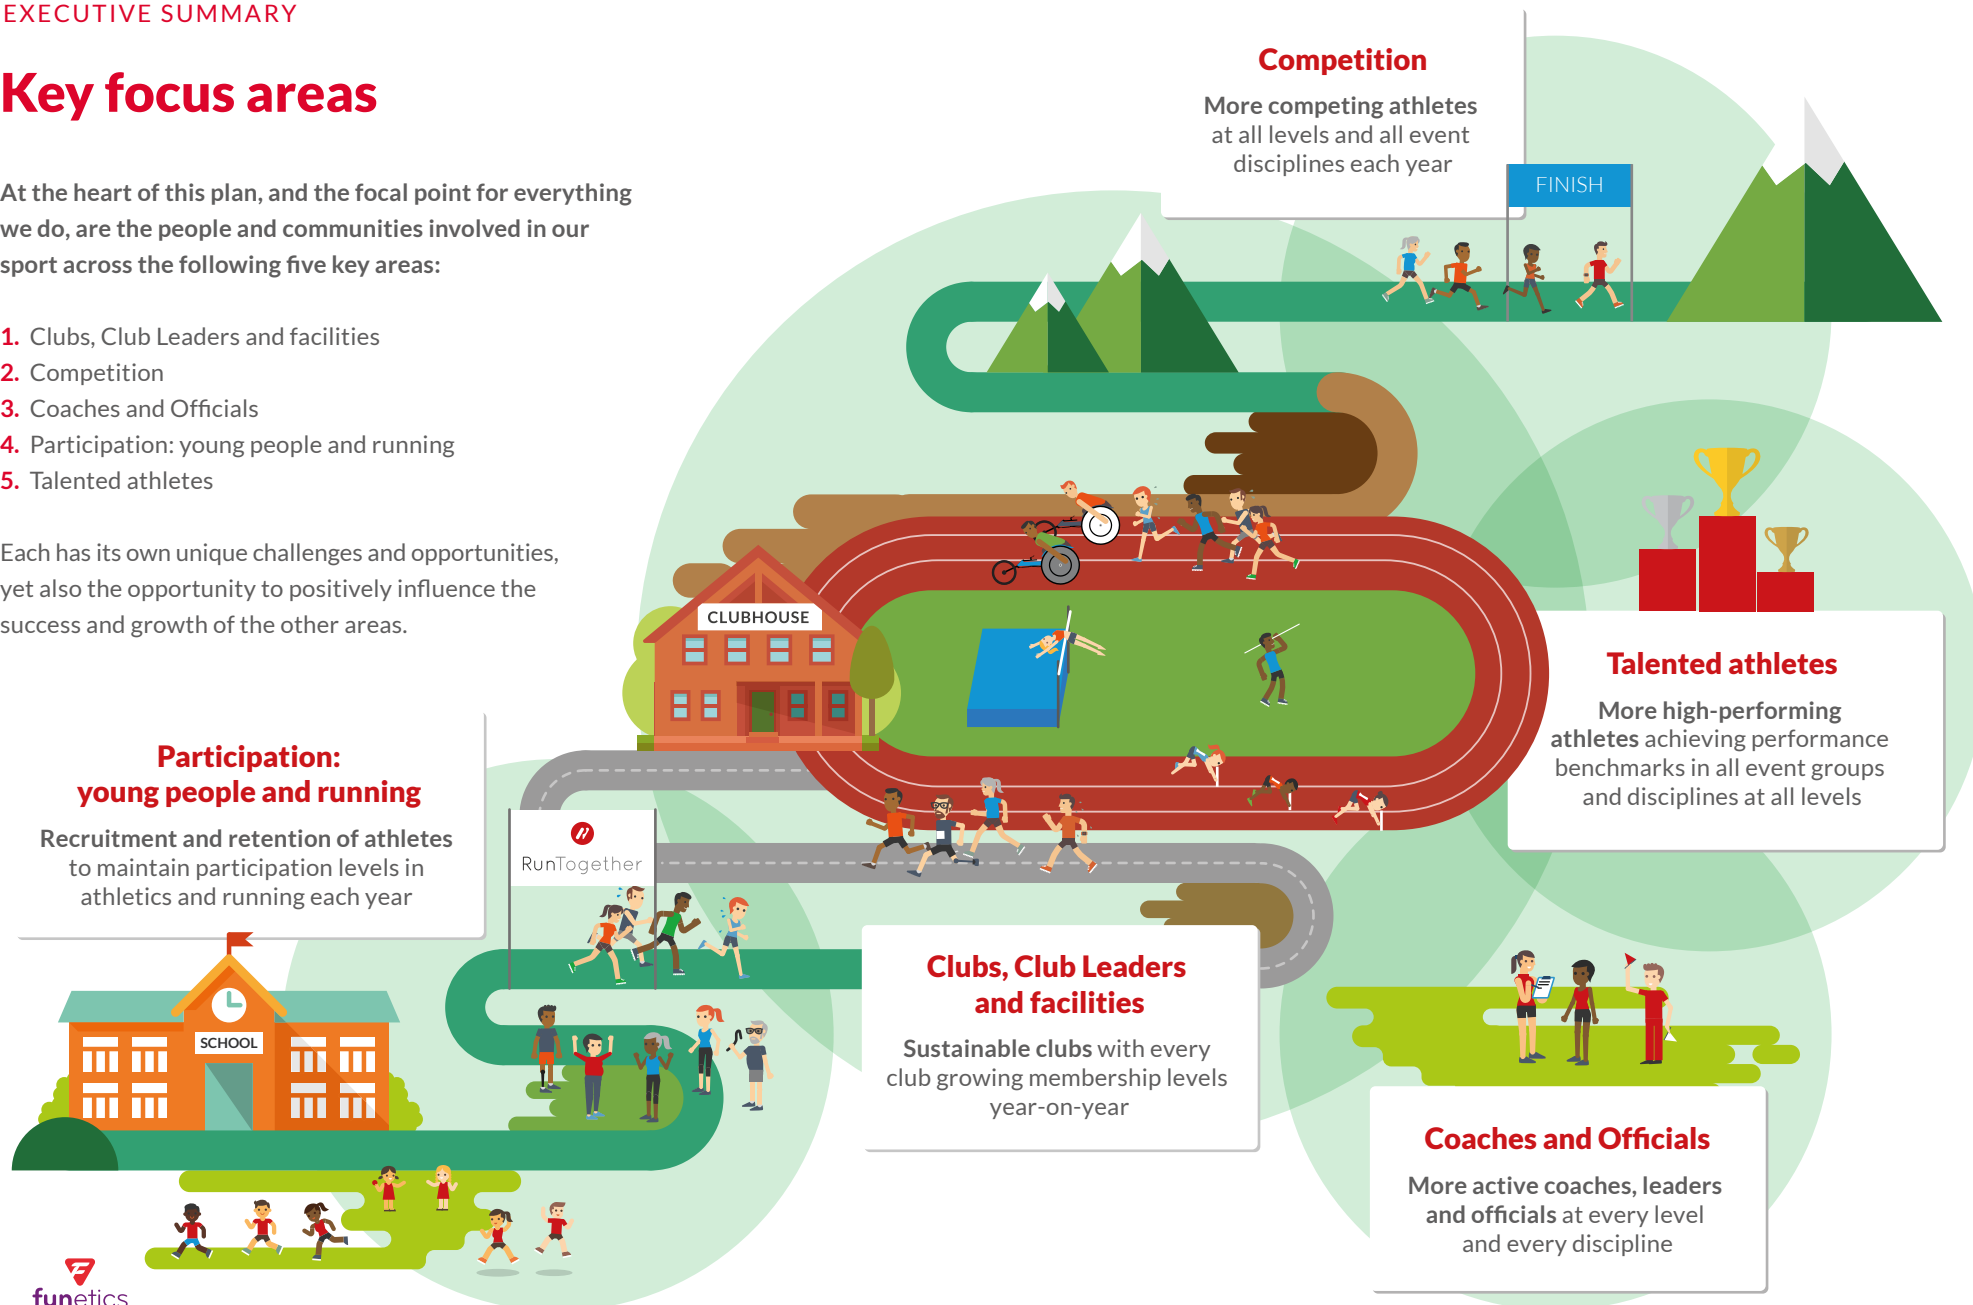 EXECUTIVE SUMMARY
Key focus areas
At the heart of this plan, and the focal point for everything
we do, are the people and communities involved in our
sport across the following five key areas:
1. Clubs, Club Leaders and facilities
2. Competition
3. Coaches and Officials
4. Participation: young people and running
5. Talented athletes
Each has its own unique challenges and opportunities,
yet also the opportunity to positively influence the
success and growth of the other areas.
Competition
More competing athletes
at all levels and all event
disciplines each year
FINISH
CLUBHOUSE
Talented athletes
More high-performing
athletes achieving performance
benchmarks in all event groups
and disciplines at all levels
Participation:
young people and running
Recruitment and retention of athletes
to maintain participation levels in
athletics and running each year
RunTogether
SCHOOL
Clubs, Club Leaders
and facilities
Sustainable clubs with every
club growing membership levels
year-on-year
Coaches and Officials
More active coaches, leaders
and officials at every level
and every discipline
funetics